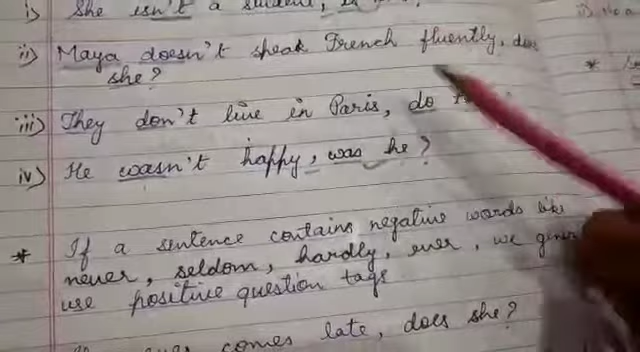 i) She isn't a student,
ii) Maya doesn't speak French fluently, does
she?
iii) They don't live in Paris, do
iv) He wasn't happy, was he?
* If a sentence contains negative words like
never, seldom, hardly, ever, we
use positive question tags
comes late, does she?